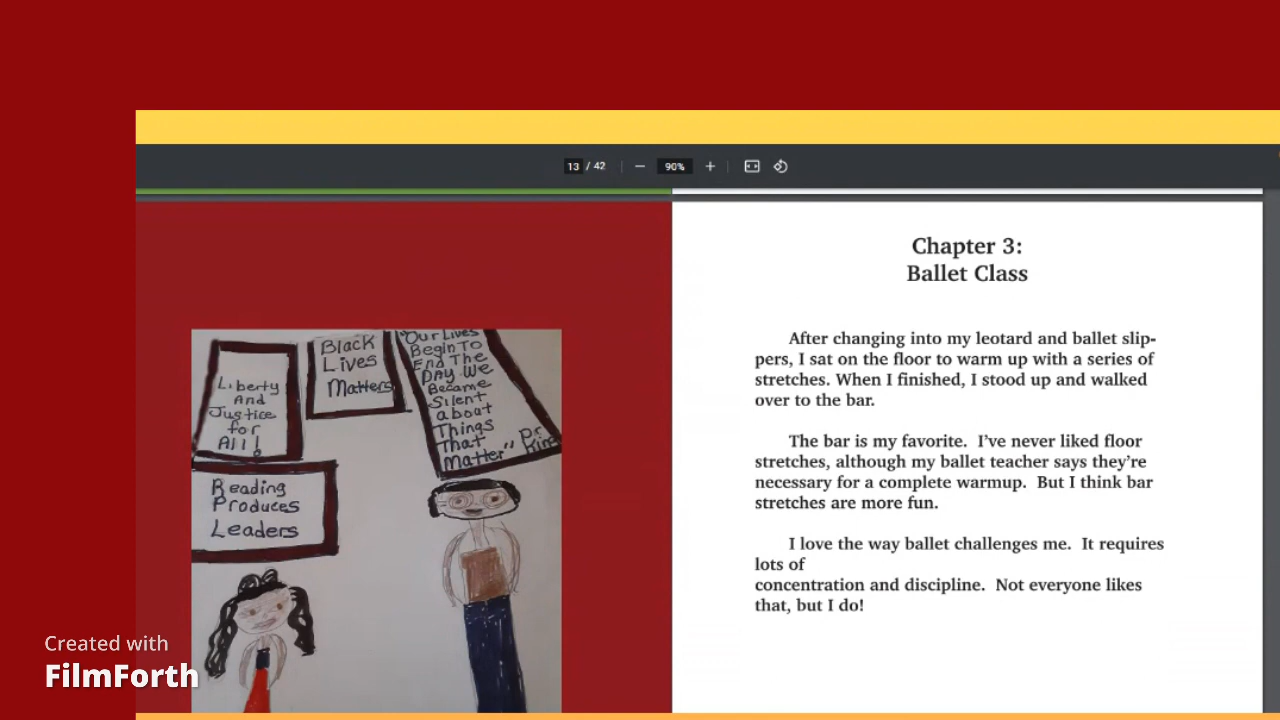 13 / 42
90%
Liberty
And
Justice
for
All!
Black
Lives
Matters
"Our Lives
Begin To
End The
Day We
Became
Silent
about
Things
That
Matter" Dr.
King
Reading
Produces
Leaders
Chapter 3:
Ballet Class
After changing into my leotard and ballet slip-
pers, I sat on the floor to warm up with a series of
stretches. When I finished, I stood up and walked
over to the bar.
The bar is my favorite.  I've never liked floor
stretches, although my ballet teacher says they're
necessary for a complete warmup.  But I think bar
stretches are more fun.
I love the way ballet challenges me.  It requires
lots of
concentration and discipline.  Not everyone likes
that, but I do!
Created with
FilmForth